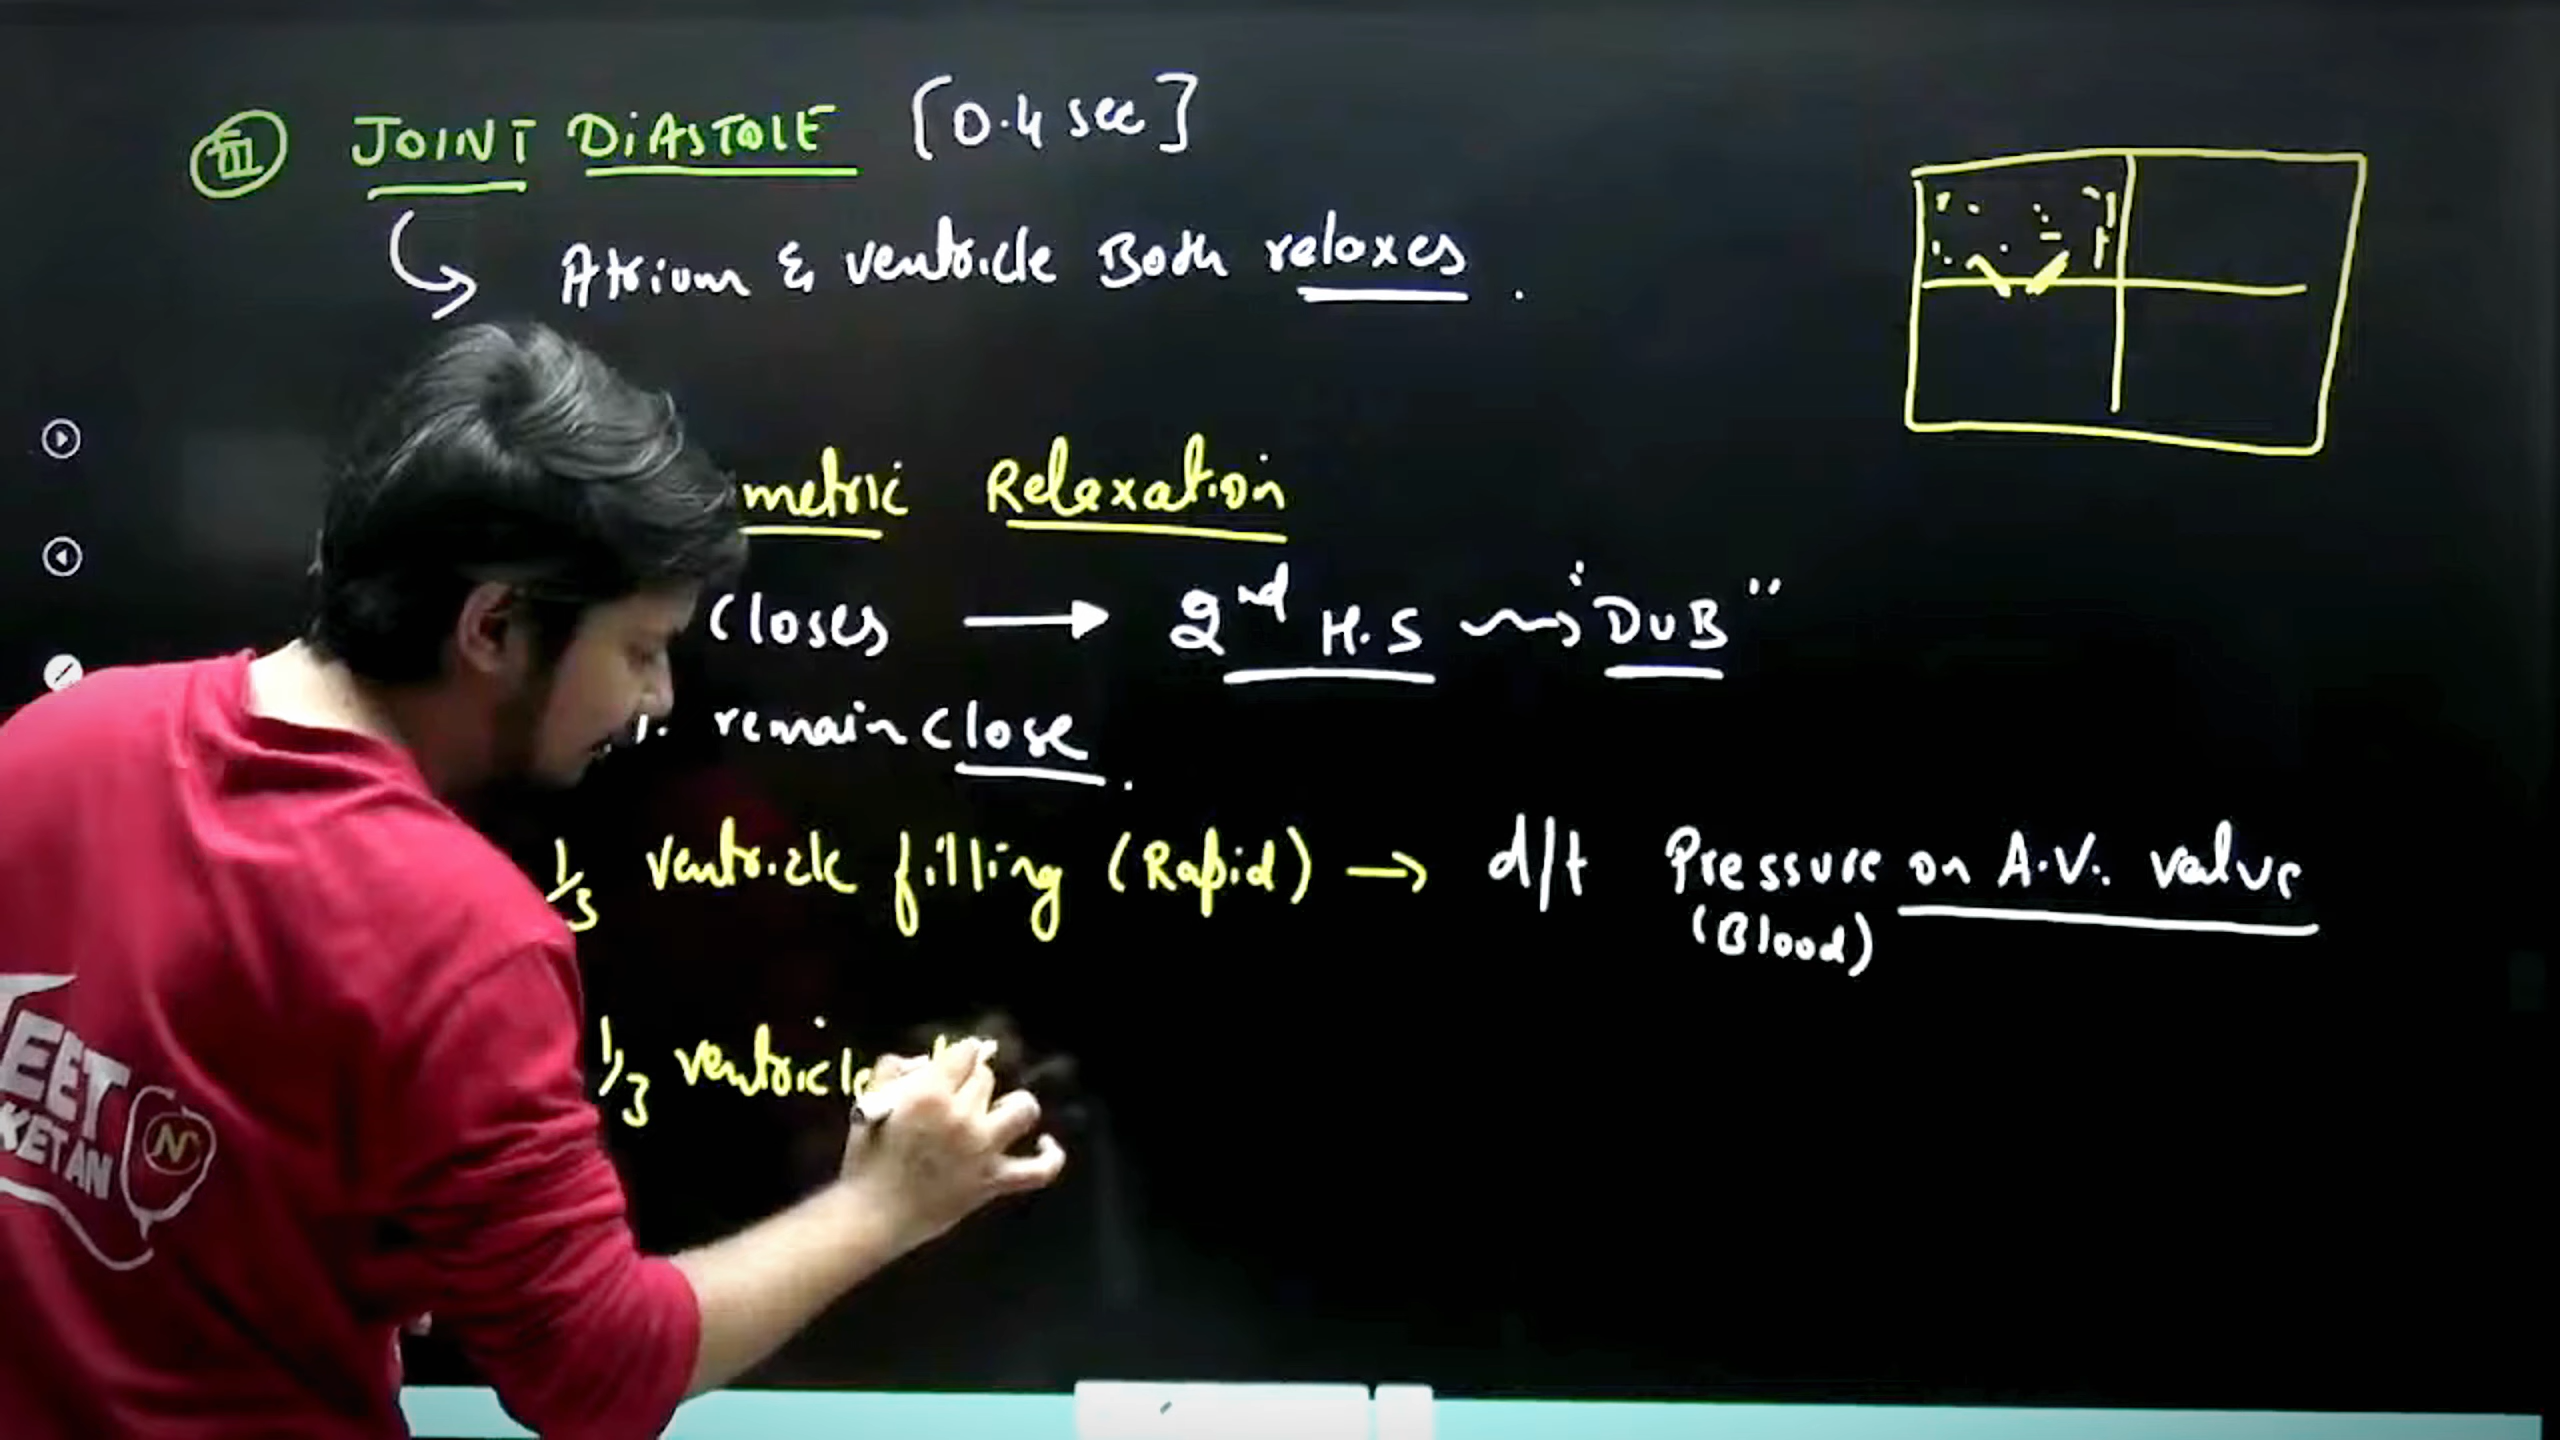 III JOINT DIASTOLE [0.4 sec]
Atrium & ventricle Both relaxes.
metric Relaxation
closes → 2nd H.S "DUB"
remain close.
1/3 ventricle filling (Rapid) → d/t Pressure on A.V. valve
(Blood)
1/3 ventricle
EET
KETAN
N